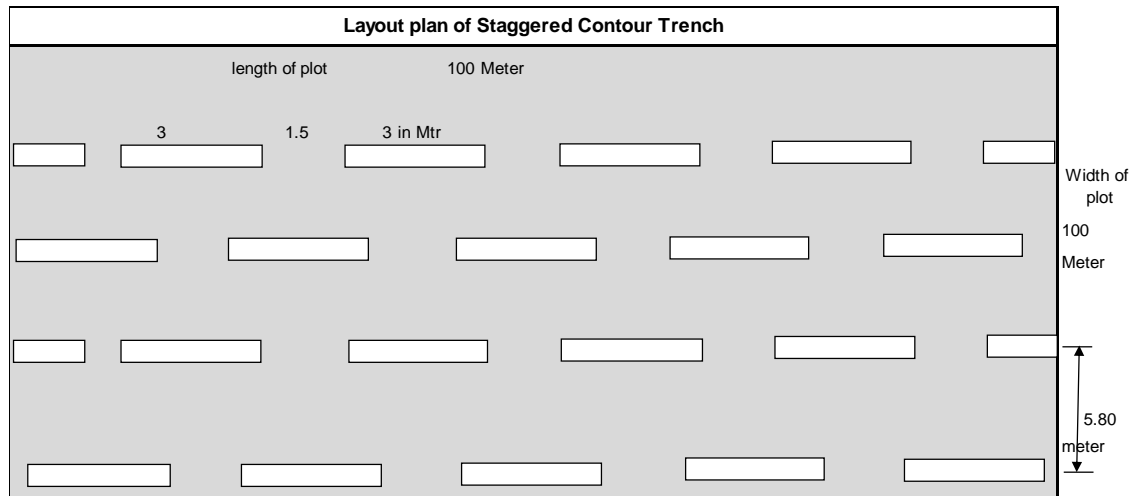 Layout plan of Staggered Contour Trench
length of plot 100 Meter
3 1.5 3 in Mtr
Width of
plot
100
Meter
5.80
meter